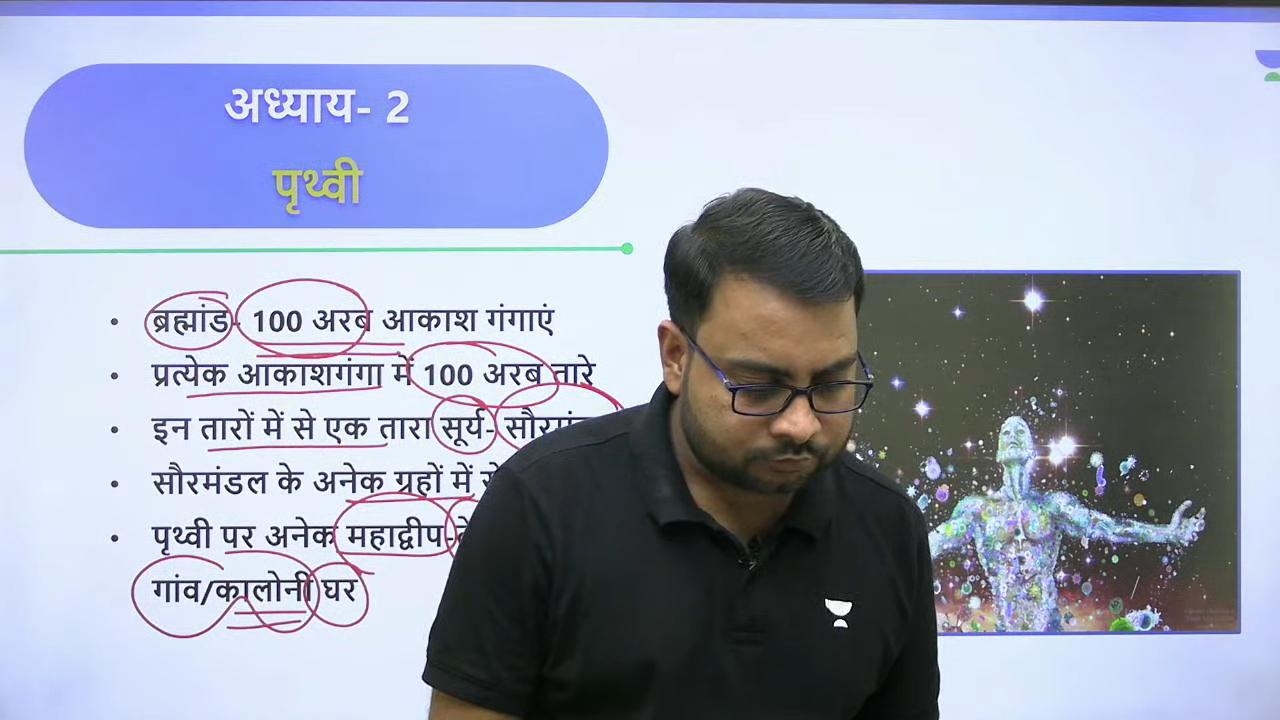 अध्याय- 2
पृथ्वी
ब्रह्मांड- 100 अरब आकाश गंगाएं
प्रत्येक आकाशगंगा में 100 अरब तारे
इन तारों में से एक तारा सूर्य-
सौरमंडल के अनेक ग्रहों में
पृथ्वी पर अनेक महाद्वीप-
गांव/कालोनी घर